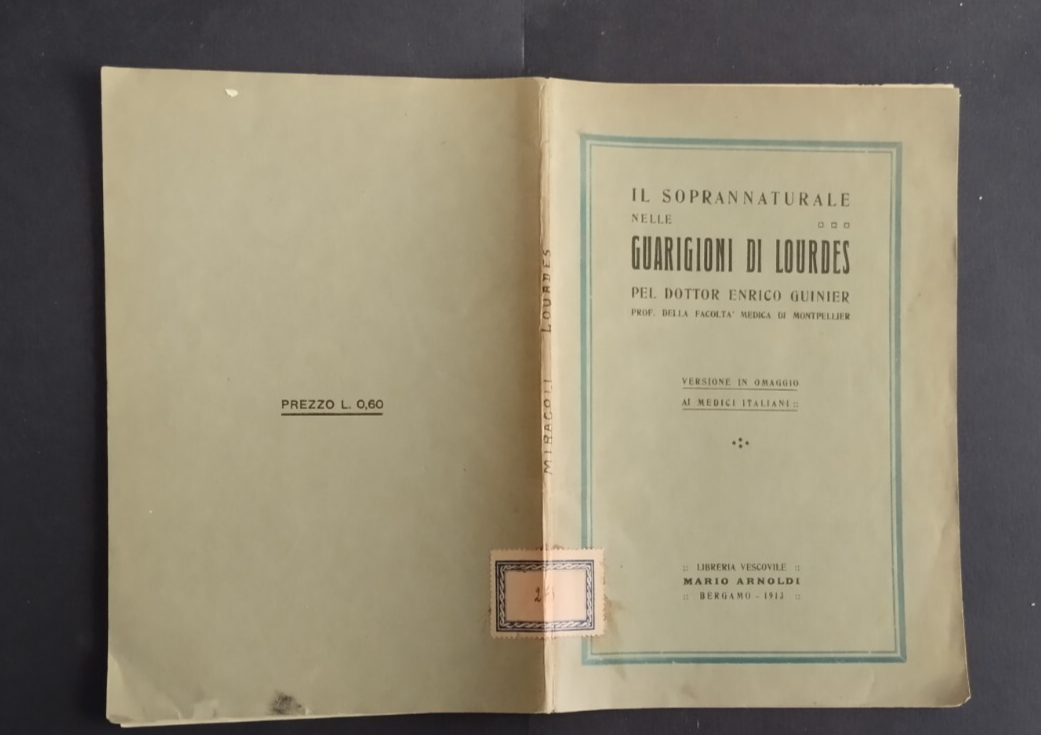 PREZZO L. 0,60
MIRACOLI LOURDES
IL SOPRANNATURALE
NELLE
GUARIGIONI DI LOURDES
PEL DOTTOR ENRICO GUINIER
PROF. DELLA FACOLTA' MEDICA DI MONTPELLIER
VERSIONE IN OMAGGIO
AI MEDICI ITALIANI ::
:: LIBRERIA VESCOVILE ::
MARIO ARNOLDI
:: BERGAMO - 1913 ::